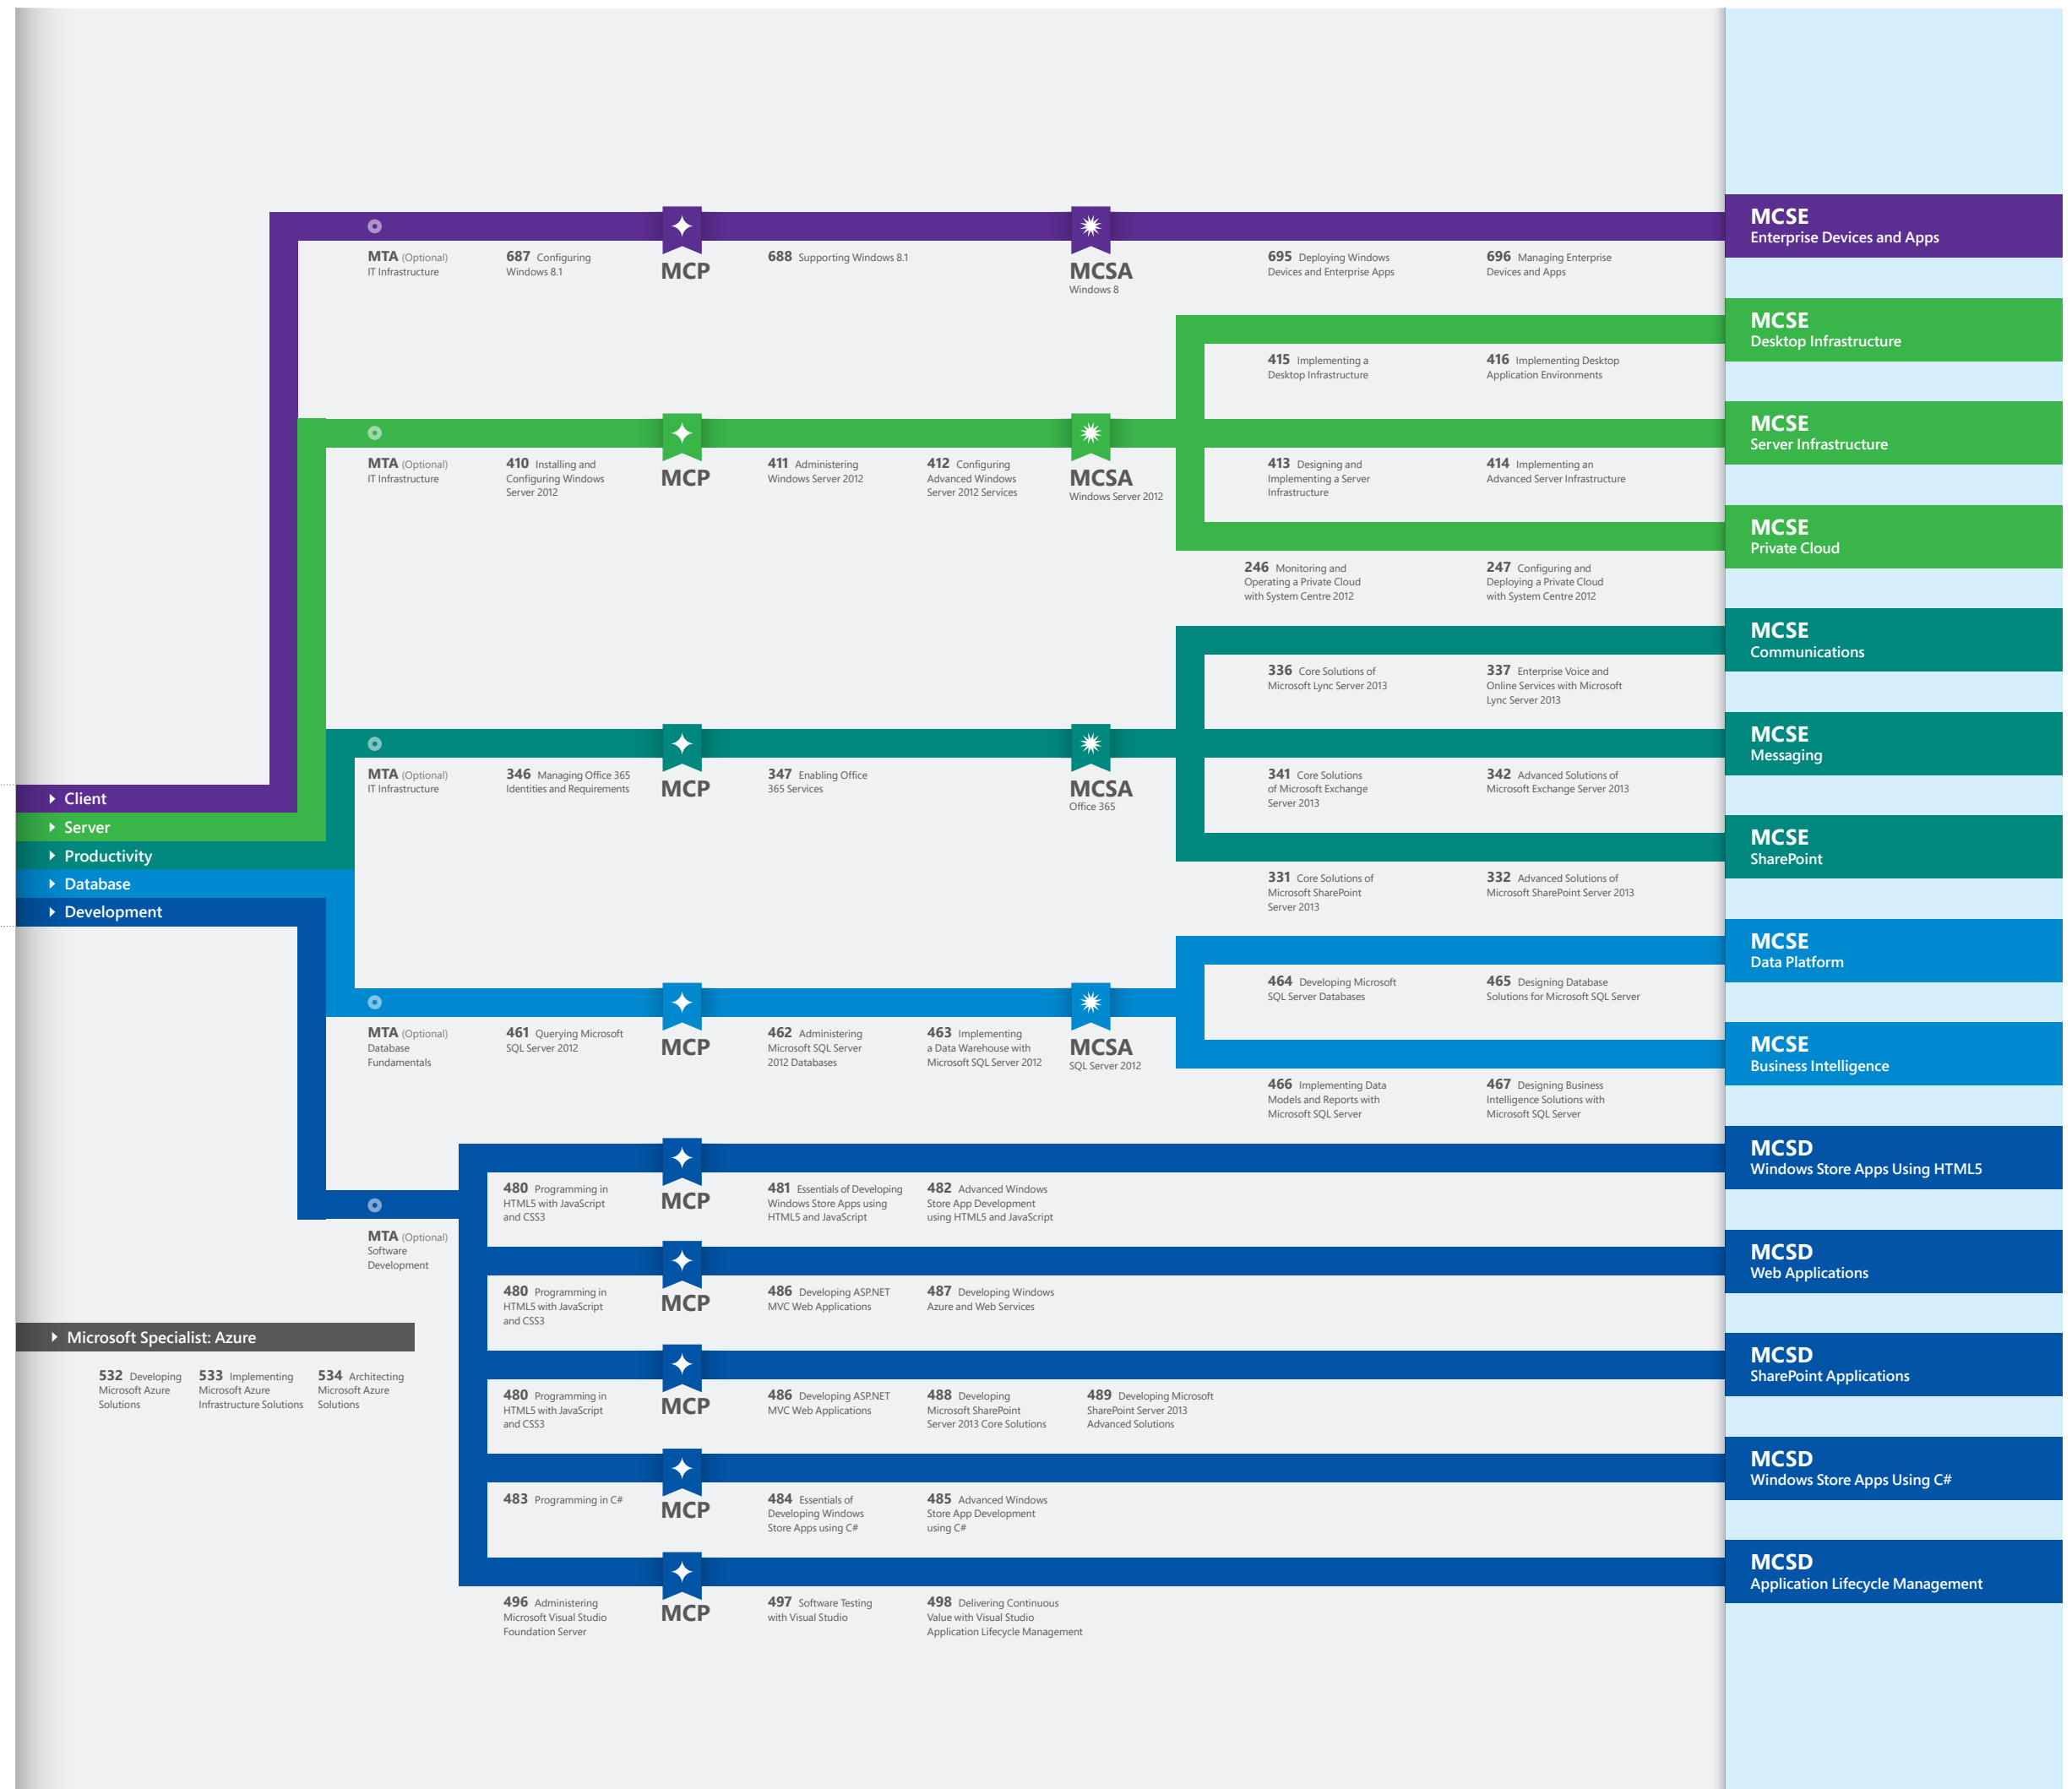 MCSE
Enterprise Devices and Apps
MTA (Optional)
IT Infrastructure
687 Configuring
Windows 8.1
MCP
688 Supporting Windows 8.1
MCSA
Windows 8
695 Deploying Windows
Devices and Enterprise Apps
696 Managing Enterprise
Devices and Apps
MCSE
Desktop Infrastructure
415 Implementing a
Desktop Infrastructure
416 Implementing Desktop
Application Environments
MCSE
Server Infrastructure
MTA (Optional)
IT Infrastructure
410 Installing and
Configuring Windows
Server 2012
MCP
411 Administering
Windows Server 2012
412 Configuring
Advanced Windows
Server 2012 Services
MCSA
Windows Server 2012
413 Designing and
Implementing a Server
Infrastructure
414 Implementing an
Advanced Server Infrastructure
MCSE
Private Cloud
246 Monitoring and
Operating a Private Cloud
with System Centre 2012
247 Configuring and
Deploying a Private Cloud
with System Centre 2012
MCSE
Communications
336 Core Solutions of
Microsoft Lync Server 2013
337 Enterprise Voice and
Online Services with Microsoft
Lync Server 2013
MCSE
Messaging
MTA (Optional)
IT Infrastructure
346 Managing Office 365
Identities and Requirements
MCP
347 Enabling Office
365 Services
MCSA
Office 365
341 Core Solutions
of Microsoft Exchange
Server 2013
342 Advanced Solutions of
Microsoft Exchange Server 2013
Client
Server
Productivity
Database
Development
MCSE
SharePoint
331 Core Solutions of
Microsoft SharePoint
Server 2013
332 Advanced Solutions of
Microsoft SharePoint Server 2013
MCSE
Data Platform
464 Developing Microsoft
SQL Server Databases
465 Designing Database
Solutions for Microsoft SQL Server
MTA (Optional)
Database
Fundamentals
461 Querying Microsoft
SQL Server 2012
MCP
462 Administering
Microsoft SQL Server
2012 Databases
463 Implementing
a Data Warehouse with
Microsoft SQL Server 2012
MCSA
SQL Server 2012
MCSE
Business Intelligence
466 Implementing Data
Models and Reports with
Microsoft SQL Server
467 Designing Business
Intelligence Solutions with
Microsoft SQL Server
MCSD
Windows Store Apps Using HTML5
480 Programming in
HTML5 with JavaScript
and CSS3
MCP
481 Essentials of Developing
Windows Store Apps using
HTML5 and JavaScript
482 Advanced Windows
Store App Development
using HTML5 and JavaScript
MTA (Optional)
Software
Development
MCSD
Web Applications
480 Programming in
HTML5 with JavaScript
and CSS3
MCP
486 Developing ASP.NET
MVC Web Applications
487 Developing Windows
Azure and Web Services
Microsoft Specialist: Azure
532 Developing
Microsoft Azure
Solutions
533 Implementing
Microsoft Azure
Infrastructure Solutions
534 Architecting
Microsoft Azure
Solutions
MCSD
SharePoint Applications
480 Programming in
HTML5 with JavaScript
and CSS3
MCP
486 Developing ASP.NET
MVC Web Applications
488 Developing
Microsoft SharePoint
Server 2013 Core Solutions
489 Developing Microsoft
SharePoint Server 2013
Advanced Solutions
MCSD
Windows Store Apps Using C#
483 Programming in C#
MCP
484 Essentials of
Developing Windows
Store Apps using C#
485 Advanced Windows
Store App Development
using C#
MCSD
Application Lifecycle Management
496 Administering
Microsoft Visual Studio
Foundation Server
MCP
497 Software Testing
with Visual Studio
498 Delivering Continuous
Value with Visual Studio
Application Lifecycle Management